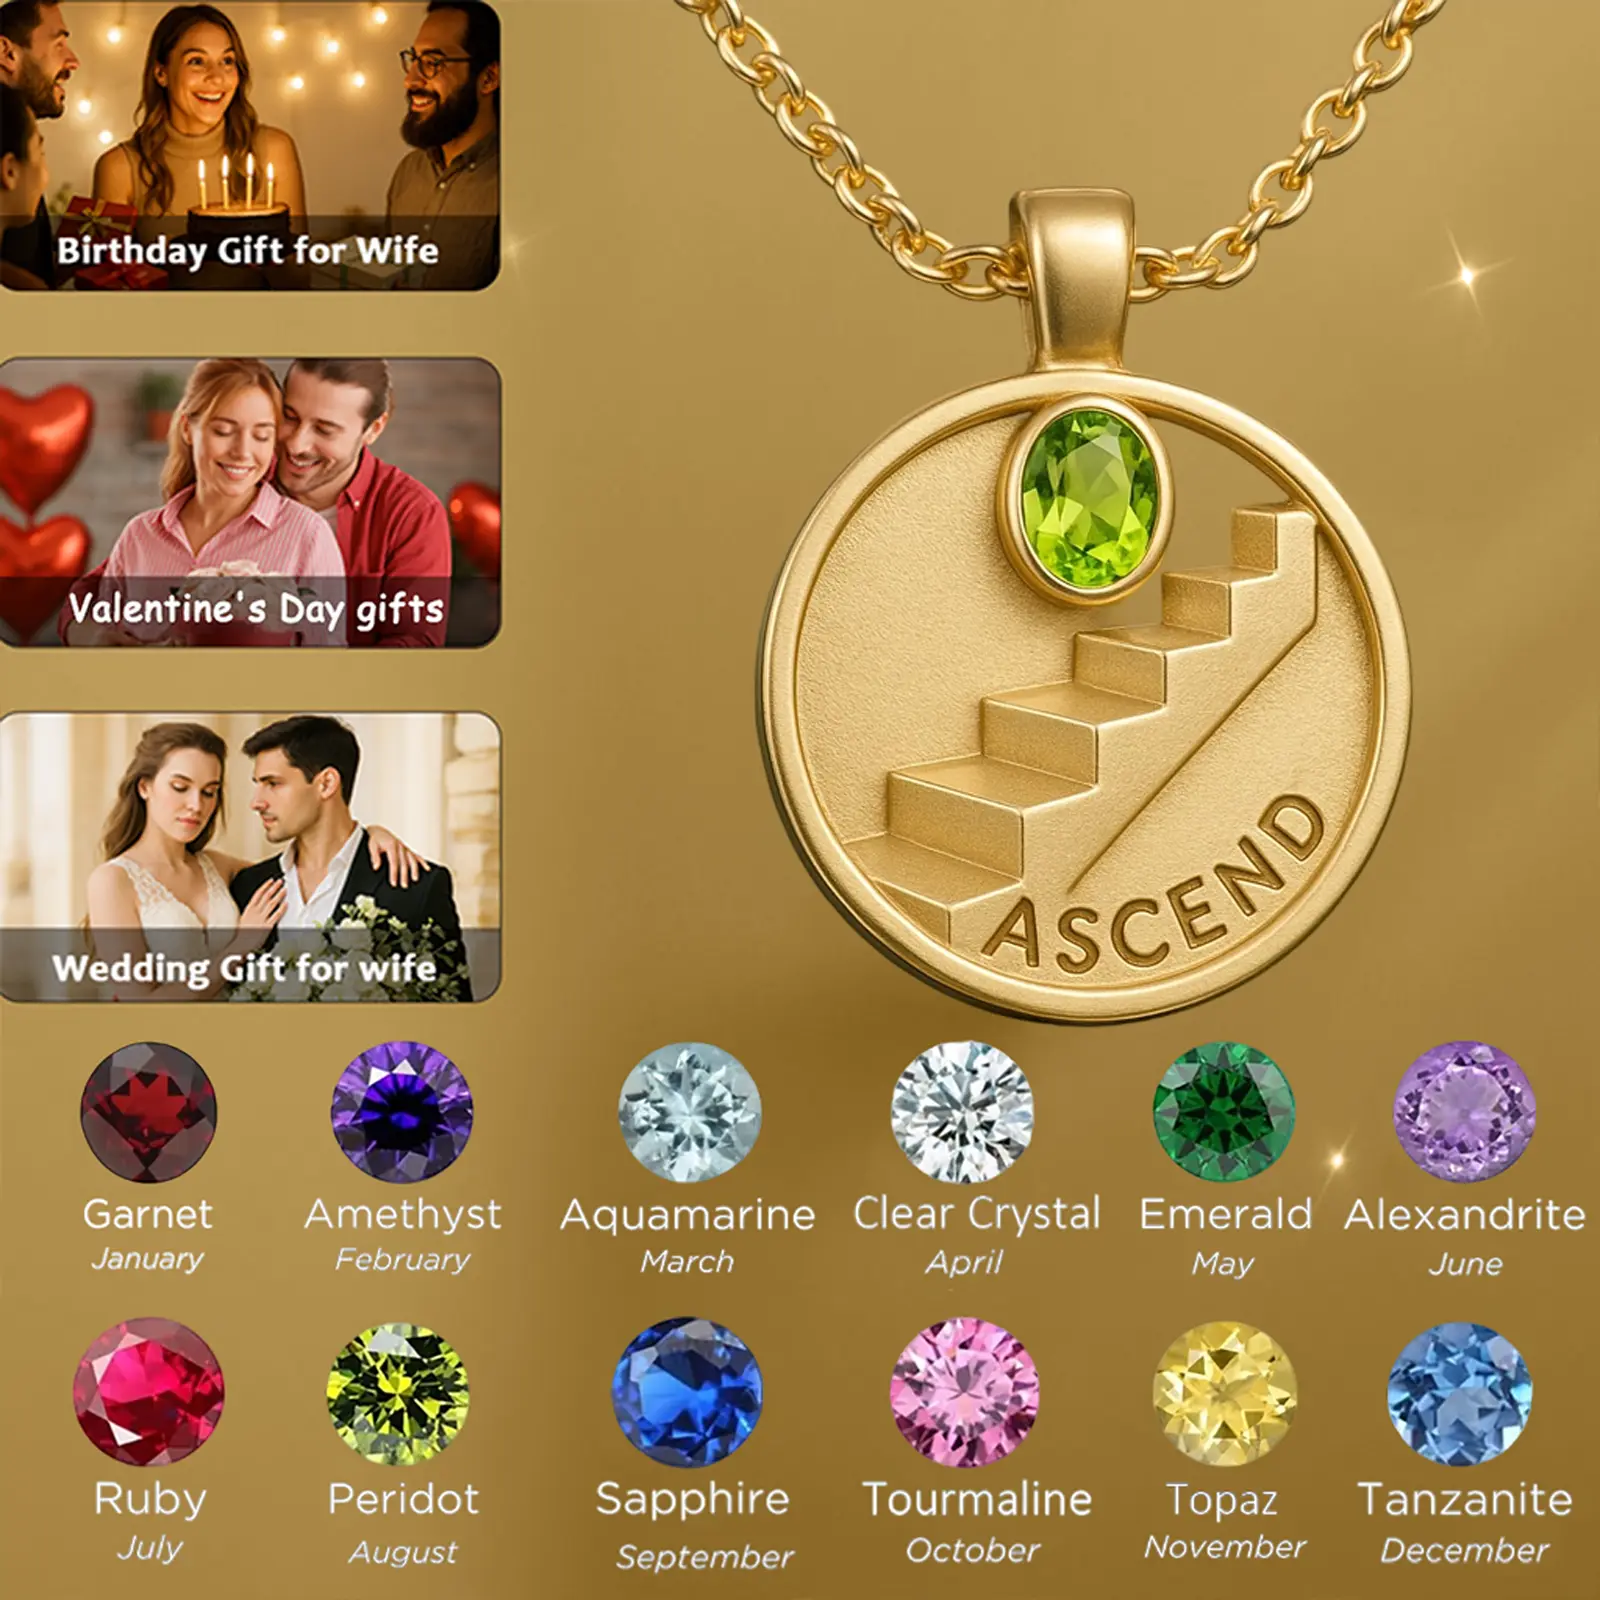 Birthday Gift for Wife
Valentine's Day gifts
Wedding Gift for wife
ASCEND
Garnet
January
Amethyst
February
Aquamarine
March
Clear Crystal
April
Emerald
May
Alexandrite
June
Ruby
July
Peridot
August
Sapphire
September
Tourmaline
October
Topaz
November
Tanzanite
December